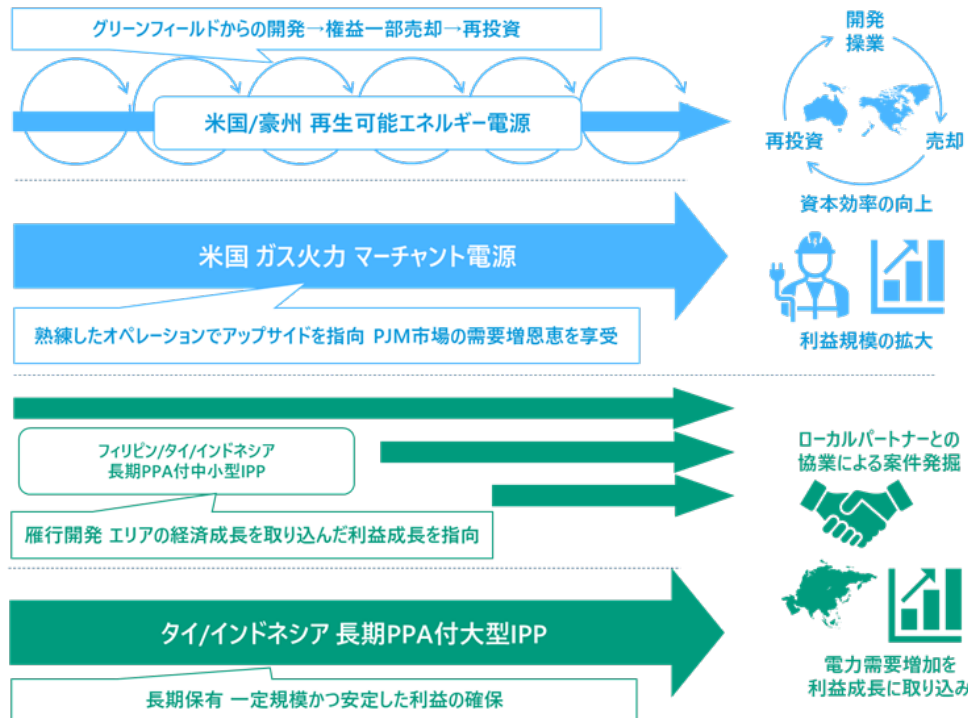 グリーンフィールドからの開発→権益一部売却→再投資
米国/豪州 再生可能エネルギー電源
開発
操業
再投資
売却
資本効率の向上
米国 ガス火力 マーチャント電源
熟練したオペレーションでアップサイドを指向 PJM市場の需要増恩恵を享受
利益規模の拡大
フィリピン/タイ/インドネシア
長期PPA付中小型IPP
雁行開発 エリアの経済成長を取り込んだ利益成長を指向
ローカルパートナーとの
協業による案件発掘
タイ/インドネシア 長期PPA付大型IPP
長期保有 一定規模かつ安定した利益の確保
電力需要増加を
利益成長に取り込み